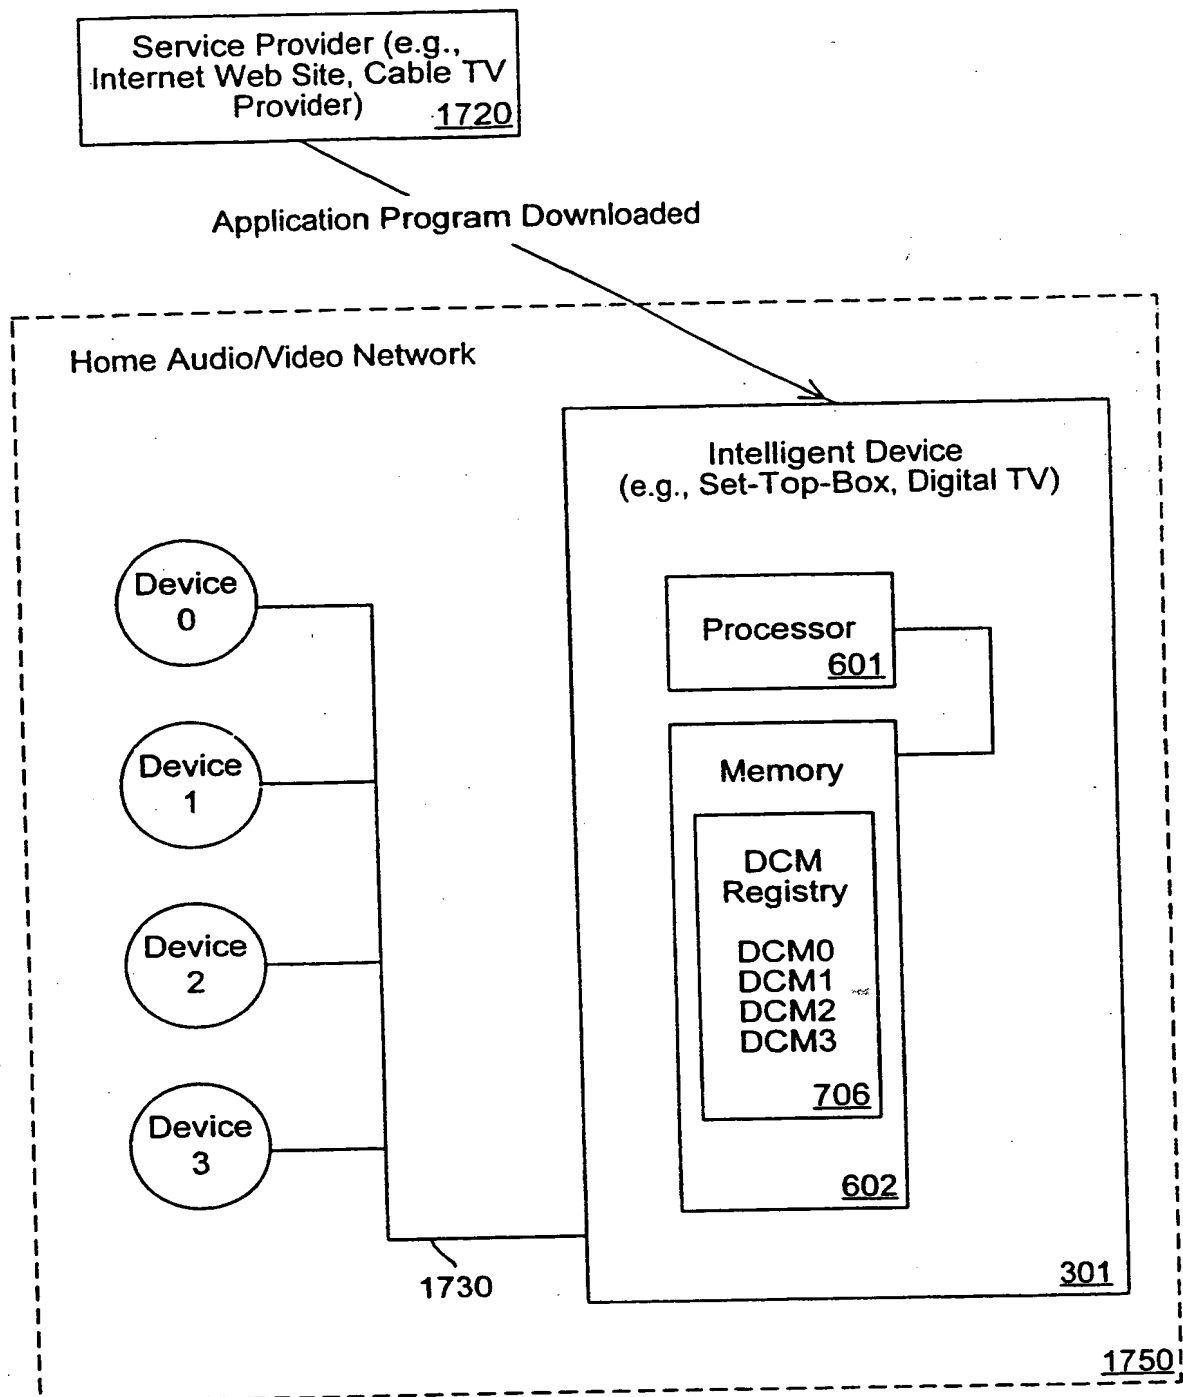 Service Provider (e.g.,
Internet Web Site, Cable TV
Provider)
1720
Application Program Downloaded
Home Audio/Video Network
Intelligent Device
(e.g., Set-Top-Box, Digital TV)
Device
0
Processor
601
Device
1
Memory
DCM
Registry
Device
2
DCM0
DCM1
DCM2
DCM3
706
Device
3
602
1730
301
1750